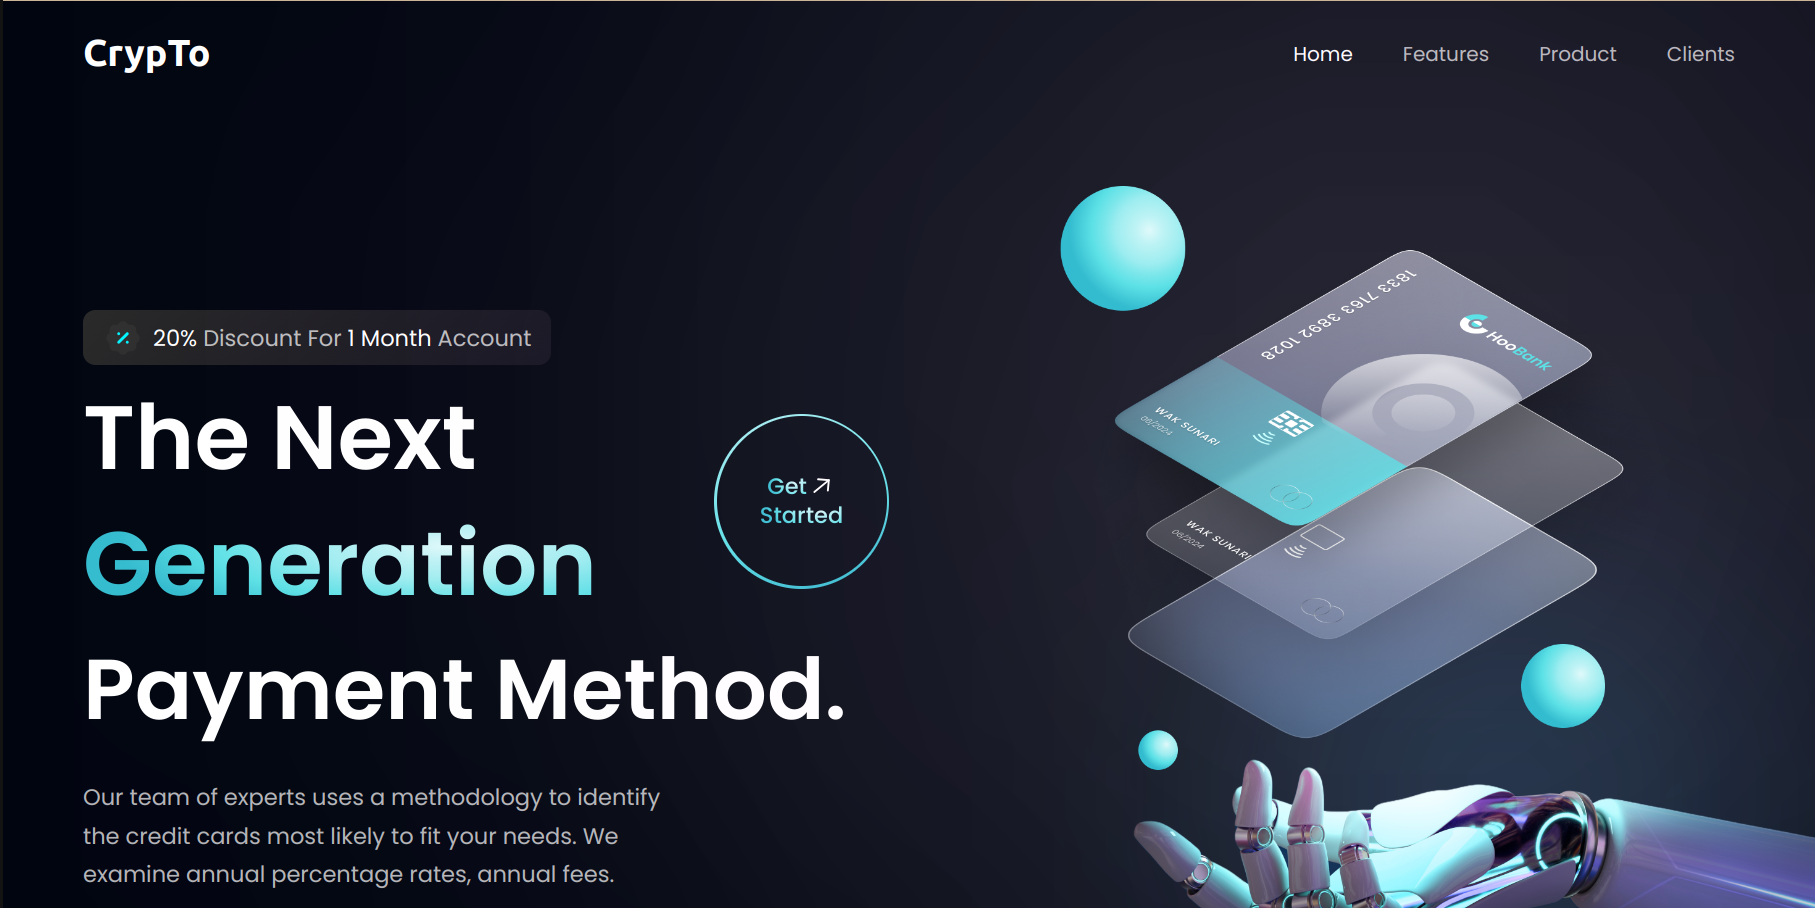 CrypTo
Home
Features
Product
Clients
20% Discount For 1 Month Account
The Next
Generation
Payment Method.
Get
Started
Our team of experts uses a methodology to identify
the credit cards most likely to fit your needs. We
examine annual percentage rates, annual fees.
1833 7163 3892 1028
HooBank
WAK SUNARI
06/2024
WAK SUNARI
06/2024